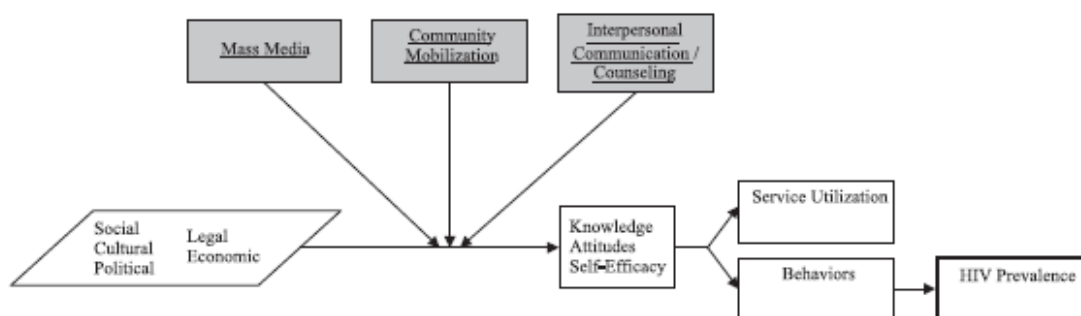 Mass Media
Community
Mobilization
Interpersonal
Communication /
Counseling
Social
Cultural
Political
Legal
Economic
Knowledge
Attitudes
Self-Efficacy
Service Utilization
Behaviors
HIV Prevalence